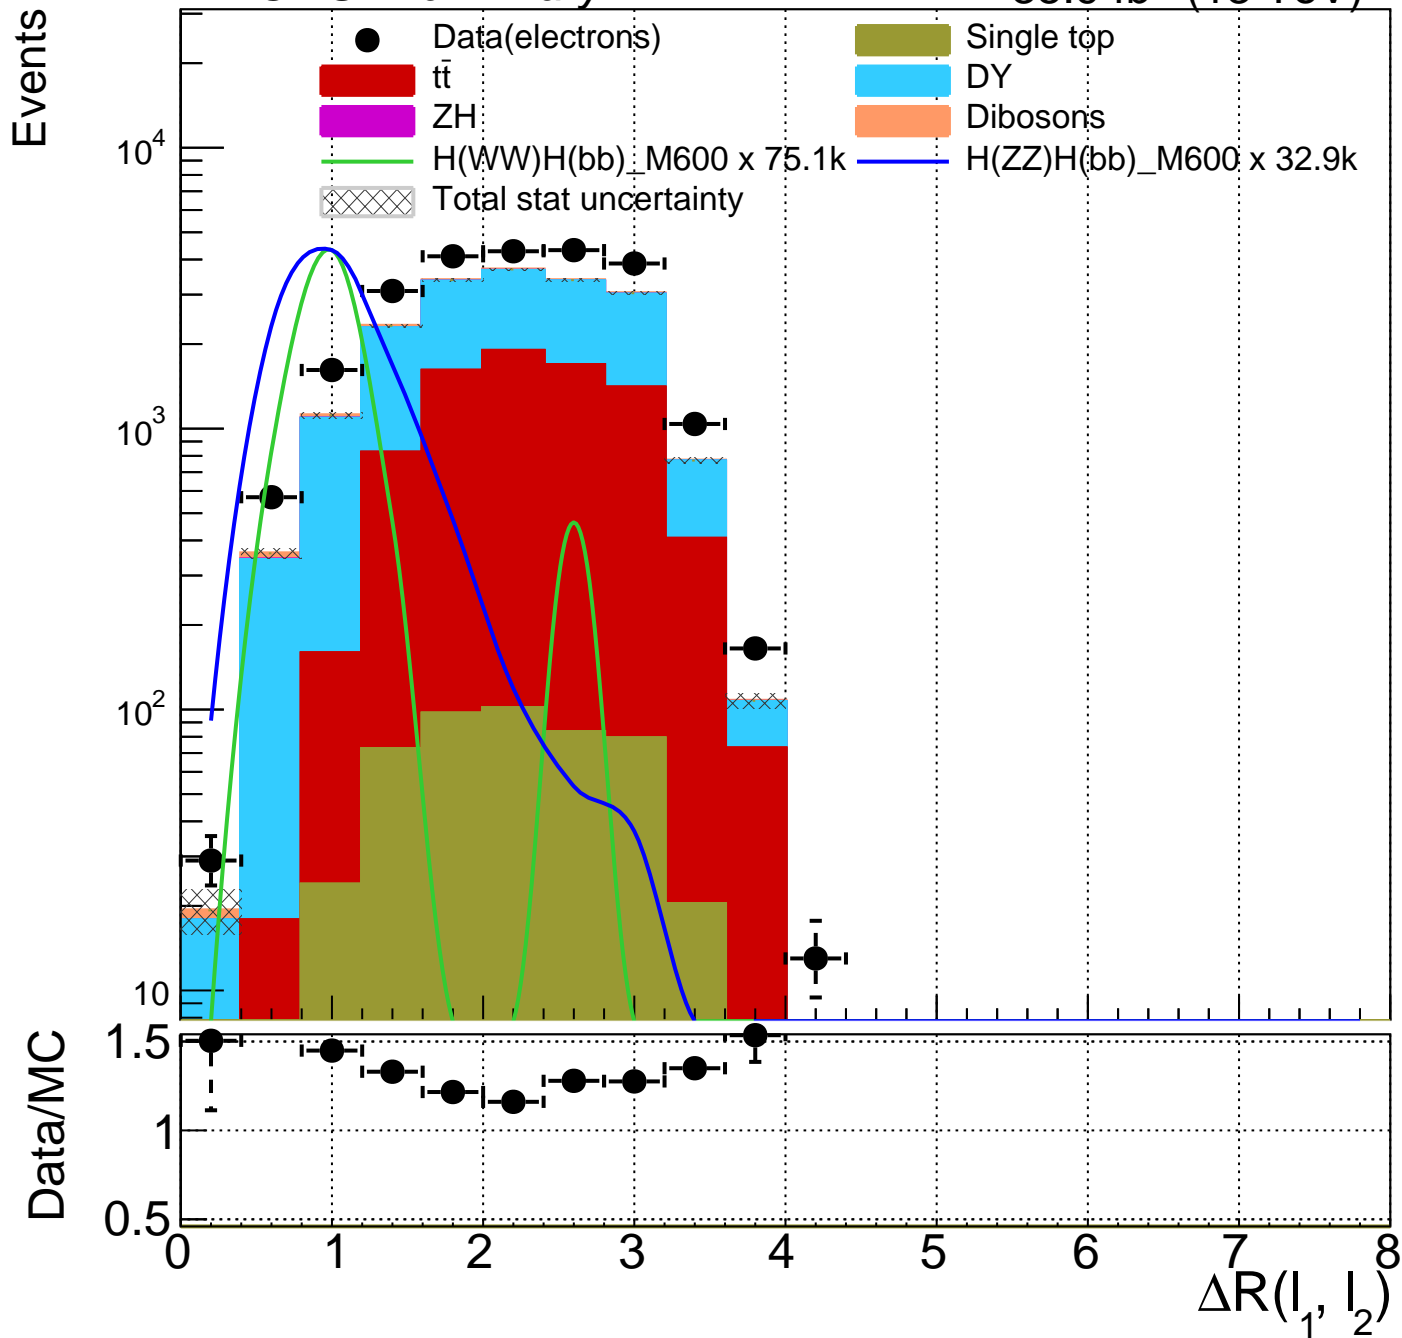 Events
Data(electrons)
Single top
tt̄
DY
ZH
Dibosons
H(WW)H(bb)_M600 x 75.1k
H(ZZ)H(bb)_M600 x 32.9k
Total stat uncertainty
10⁴
10³
10²
10
Data/MC
1.5
1
0.5
0 1 2 3 4 5 6 7 8
ΔR(l₁, l₂)